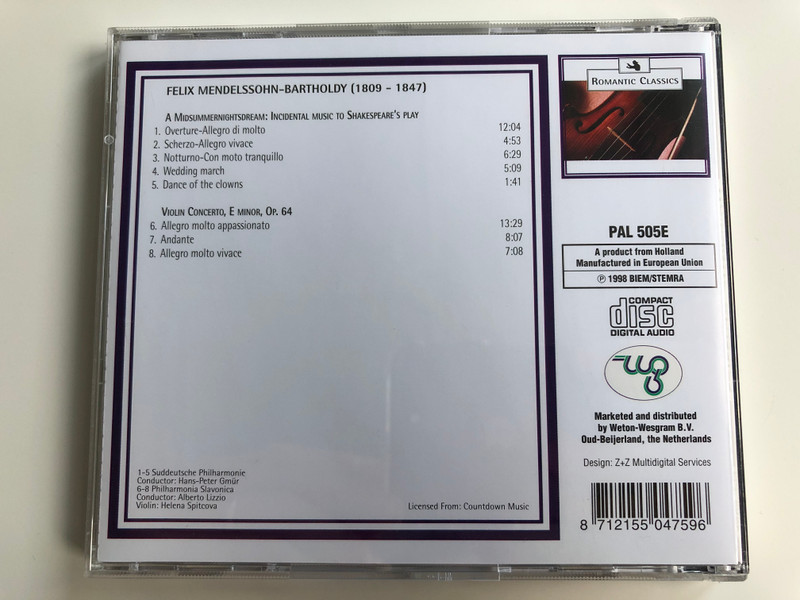 FELIX MENDELSSOHN-BARTHOLDY (1809 - 1847)
A MIDSUMMERNIGHTSDREAM: INCIDENTAL MUSIC TO SHAKESPEARE'S PLAY
1. Overture-Allegro di molto 12:04
2. Scherzo-Allegro vivace 4:53
3. Notturno-Con moto tranquillo 6:29
4. Wedding march 5:09
5. Dance of the clowns 1:41
VIOLIN CONCERTO, E MINOR, OP. 64
6. Allegro molto appassionato 13:29
7. Andante 8:07
8. Allegro molto vivace 7:08
1-5 Suddeutsche Philharmonie
Conductor: Hans-Peter Gmür
6-8 Philharmonia Slavonica
Conductor: Alberto Lizzio
Violin: Helena Spitcova
Licensed From: Countdown Music
ROMANTIC CLASSICS
PAL 505E
A product from Holland
Manufactured in European Union
℗ 1998 BIEM/STEMRA
COMPACT
disc
DIGITAL AUDIO
Marketed and distributed
by Weton-Wesgram B.V.
Oud-Beijerland, the Netherlands
Design: Z+Z Multidigital Services
8 712155 047596